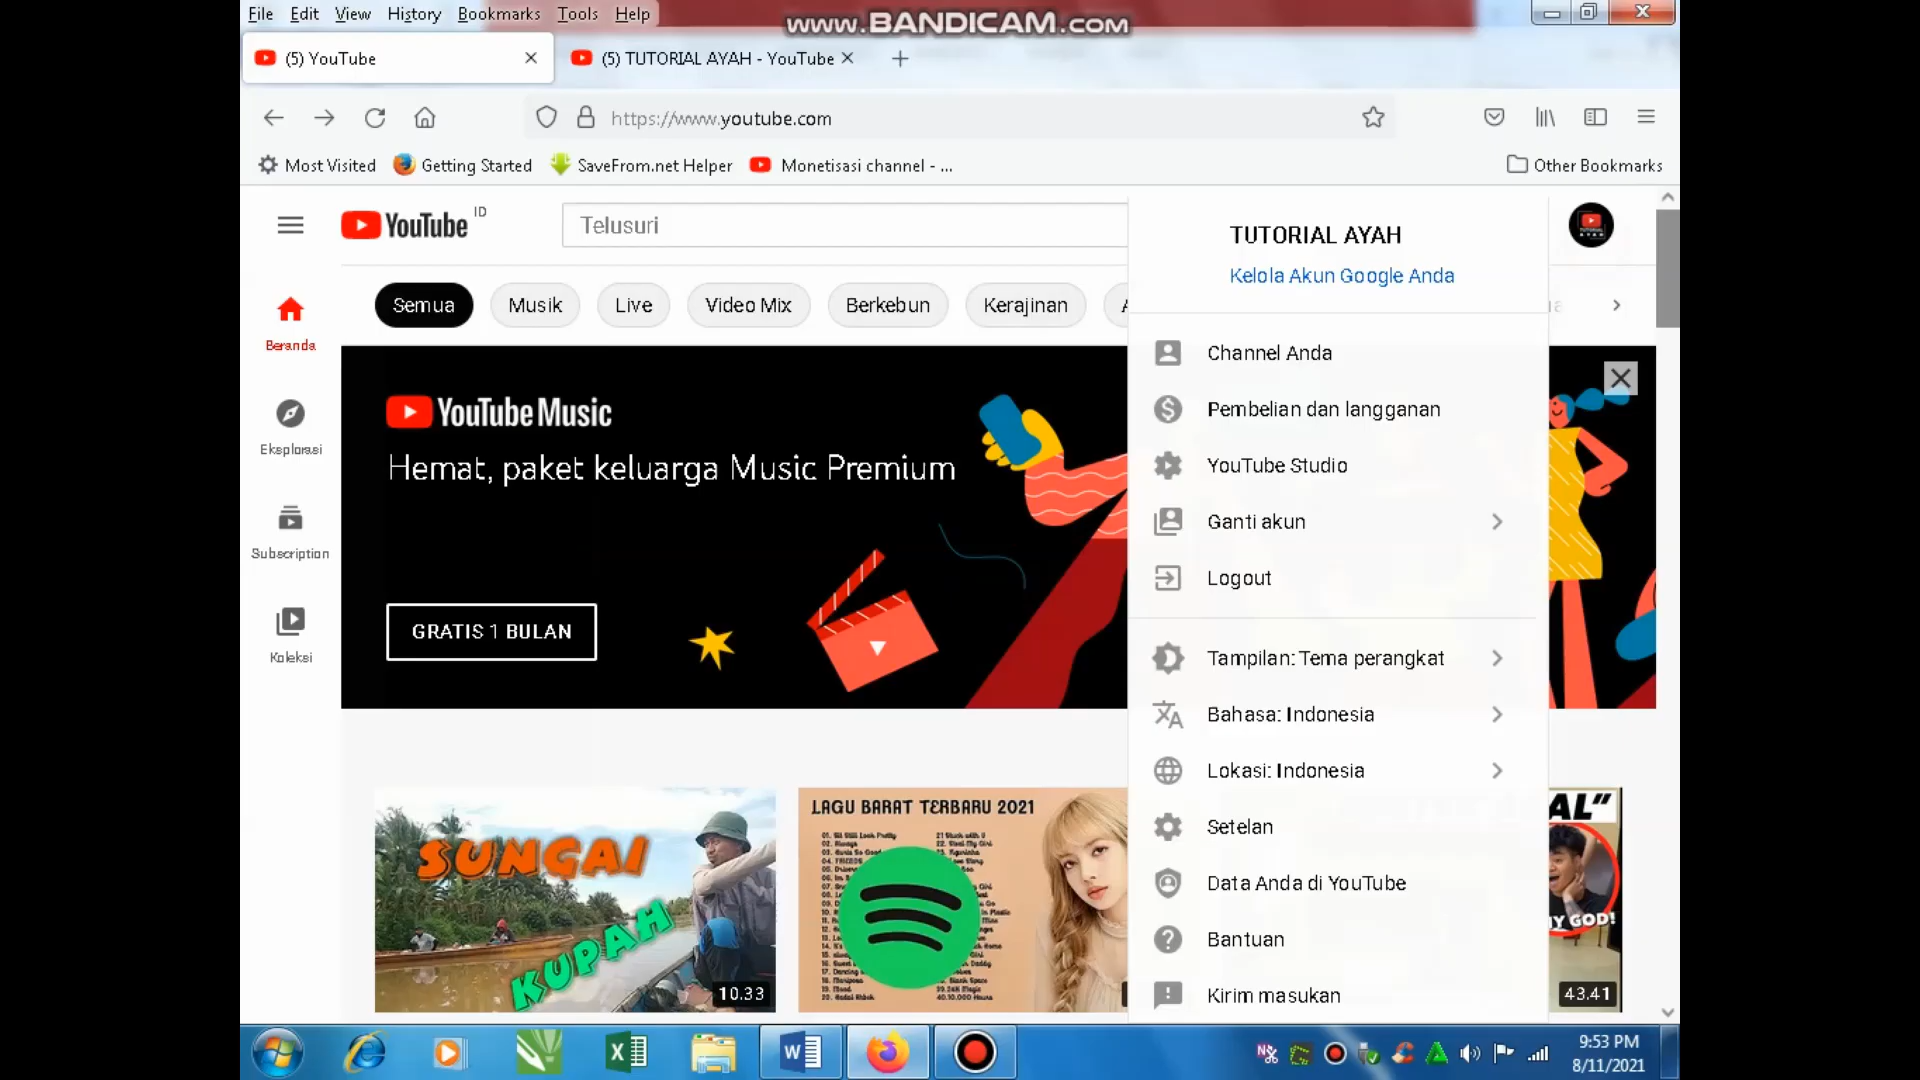 File Edit View History Bookmarks Tools Help
www.BANDICAM.COM
(5) YouTube
(5) TUTORIAL AYAH - YouTube
https://www.youtube.com
Most Visited
Getting Started
SaveFrom.net Helper
Monetisasi channel - ...
Other Bookmarks
YouTube ID
Telusuri
TUTORIAL AYAH
Kelola Akun Google Anda
Semua
Musik
Live
Video Mix
Berkebun
Kerajinan
Beranda
Eksplorasi
Subscription
Koleksi
YouTube Music
Hemat, paket keluarga Music Premium
GRATIS 1 BULAN
Channel Anda
Pembelian dan langganan
YouTube Studio
Ganti akun
Logout
Tampilan: Tema perangkat
Bahasa: Indonesia
Lokasi: Indonesia
Setelan
Data Anda di YouTube
Bantuan
Kirim masukan
SUNGAI
KUPAH
10.33
LAGU BARAT TERBARU 2021
AL”
MY GOD!
43.41
9:53 PM
8/11/2021